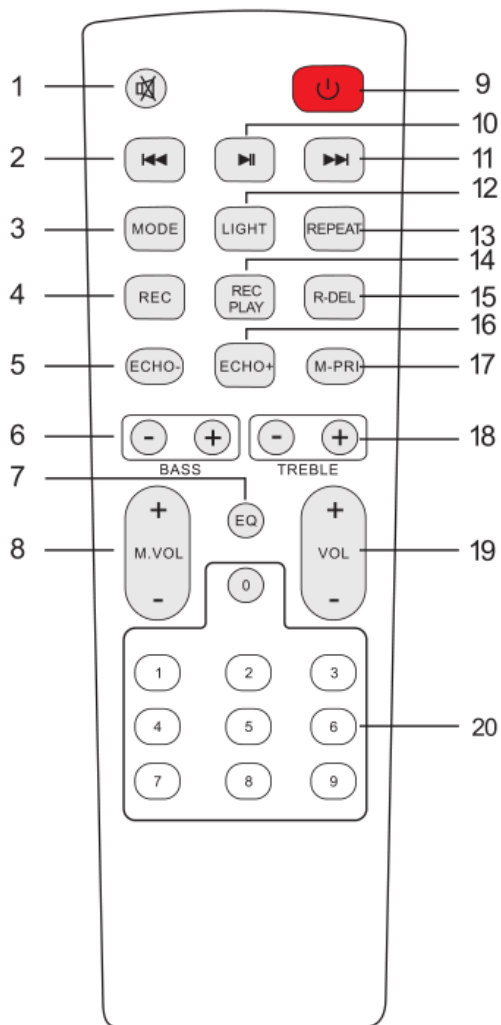 1 9
10
2 11
12
3 MODE LIGHT REPEAT 13
14
4 REC REC PLAY R-DEL 15
16
5 ECHO- ECHO+ M-PRI 17
6 - + - + 18
BASS TREBLE
7
+ EQ +
8 M.VOL VOL 19
- 0 -
1 2 3
4 5 6 20
7 8 9